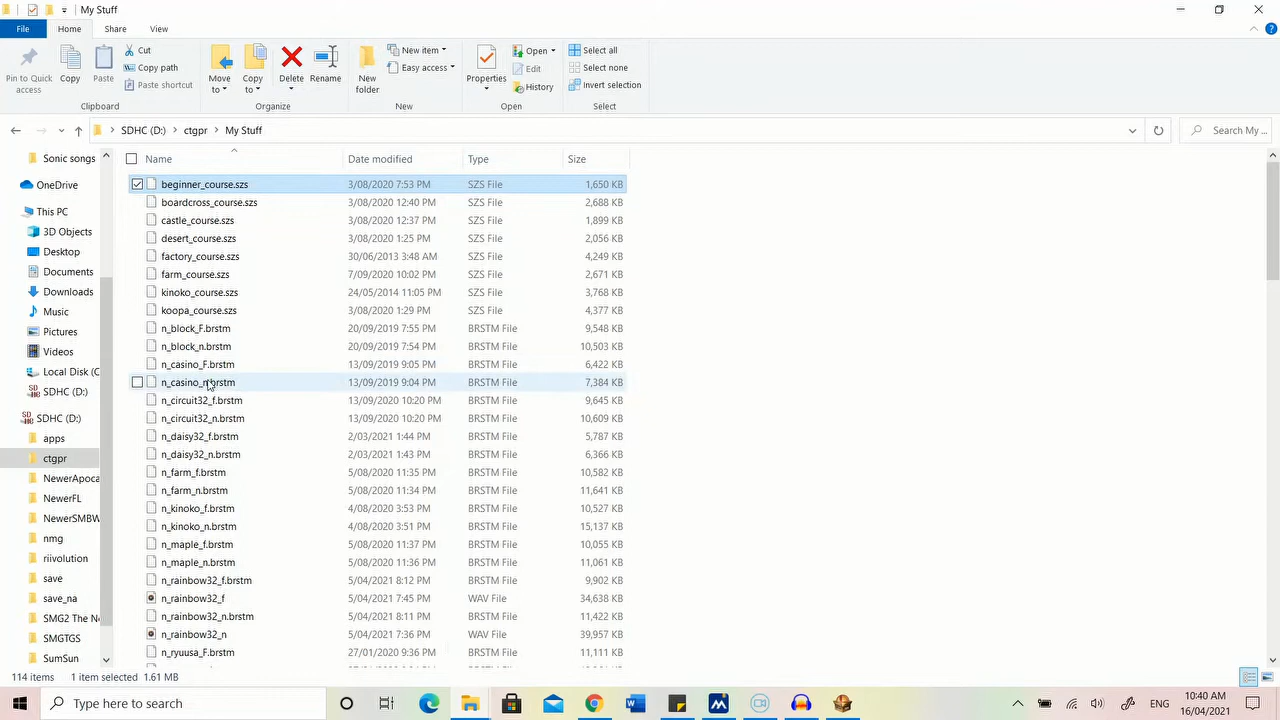 My Stuff
File Home Share View
Pin to Quick access
Copy
Paste
Cut
Copy path
Paste shortcut
Move to
Copy to
Delete
Rename
New folder
New item
Easy access
Properties
Open
Edit
History
Select all
Select none
Invert selection
Clipboard Organize New Open Select
SDHC (D:) > ctgpr > My Stuff
Search My ...
Sonic songs
OneDrive
This PC
3D Objects
Desktop
Documents
Downloads
Music
Pictures
Videos
Local Disk (C
SDHC (D:)
SDHC (D:)
apps
ctgpr
NewerApoca
NewerFL
NewerSMBW
nmg
riivolution
save
save_na
SMG2 The Ne
SMGTGS
SumSun
Name Date modified Type Size
beginner_course.szs 3/08/2020 7:53 PM SZS File 1,650 KB
boardcross_course.szs 3/08/2020 12:40 PM SZS File 2,688 KB
castle_course.szs 3/08/2020 12:37 PM SZS File 1,899 KB
desert_course.szs 3/08/2020 1:25 PM SZS File 2,056 KB
factory_course.szs 30/06/2013 3:48 AM SZS File 4,249 KB
farm_course.szs 7/09/2020 10:02 PM SZS File 2,671 KB
kinoko_course.szs 24/05/2014 11:05 PM SZS File 3,768 KB
koopa_course.szs 3/08/2020 1:29 PM SZS File 4,377 KB
n_block_F.brstm 20/09/2019 7:55 PM BRSTM File 9,548 KB
n_block_n.brstm 20/09/2019 7:54 PM BRSTM File 10,503 KB
n_casino_F.brstm 13/09/2019 9:05 PM BRSTM File 6,422 KB
n_casino_n.brstm 13/09/2019 9:04 PM BRSTM File 7,384 KB
n_circuit32_f.brstm 13/09/2020 10:20 PM BRSTM File 9,645 KB
n_circuit32_n.brstm 13/09/2020 10:20 PM BRSTM File 10,609 KB
n_daisy32_f.brstm 2/03/2021 1:44 PM BRSTM File 5,787 KB
n_daisy32_n.brstm 2/03/2021 1:43 PM BRSTM File 6,366 KB
n_farm_f.brstm 5/08/2020 11:35 PM BRSTM File 10,582 KB
n_farm_n.brstm 5/08/2020 11:34 PM BRSTM File 11,641 KB
n_kinoko_f.brstm 4/08/2020 3:53 PM BRSTM File 10,527 KB
n_kinoko_n.brstm 4/08/2020 3:51 PM BRSTM File 15,137 KB
n_maple_f.brstm 5/08/2020 11:37 PM BRSTM File 10,055 KB
n_maple_n.brstm 5/08/2020 11:36 PM BRSTM File 11,061 KB
n_rainbow32_f.brstm 5/04/2021 8:12 PM BRSTM File 9,902 KB
n_rainbow32_f 5/04/2021 7:45 PM WAV File 34,638 KB
n_rainbow32_n.brstm 5/04/2021 8:11 PM BRSTM File 11,422 KB
n_rainbow32_n 5/04/2021 7:36 PM WAV File 39,957 KB
n_ryuusa_F.brstm 27/01/2020 9:36 PM BRSTM File 11,111 KB
114 items 1 item selected 1.61 MB
Type here to search
ENG
10:40 AM
16/04/2021